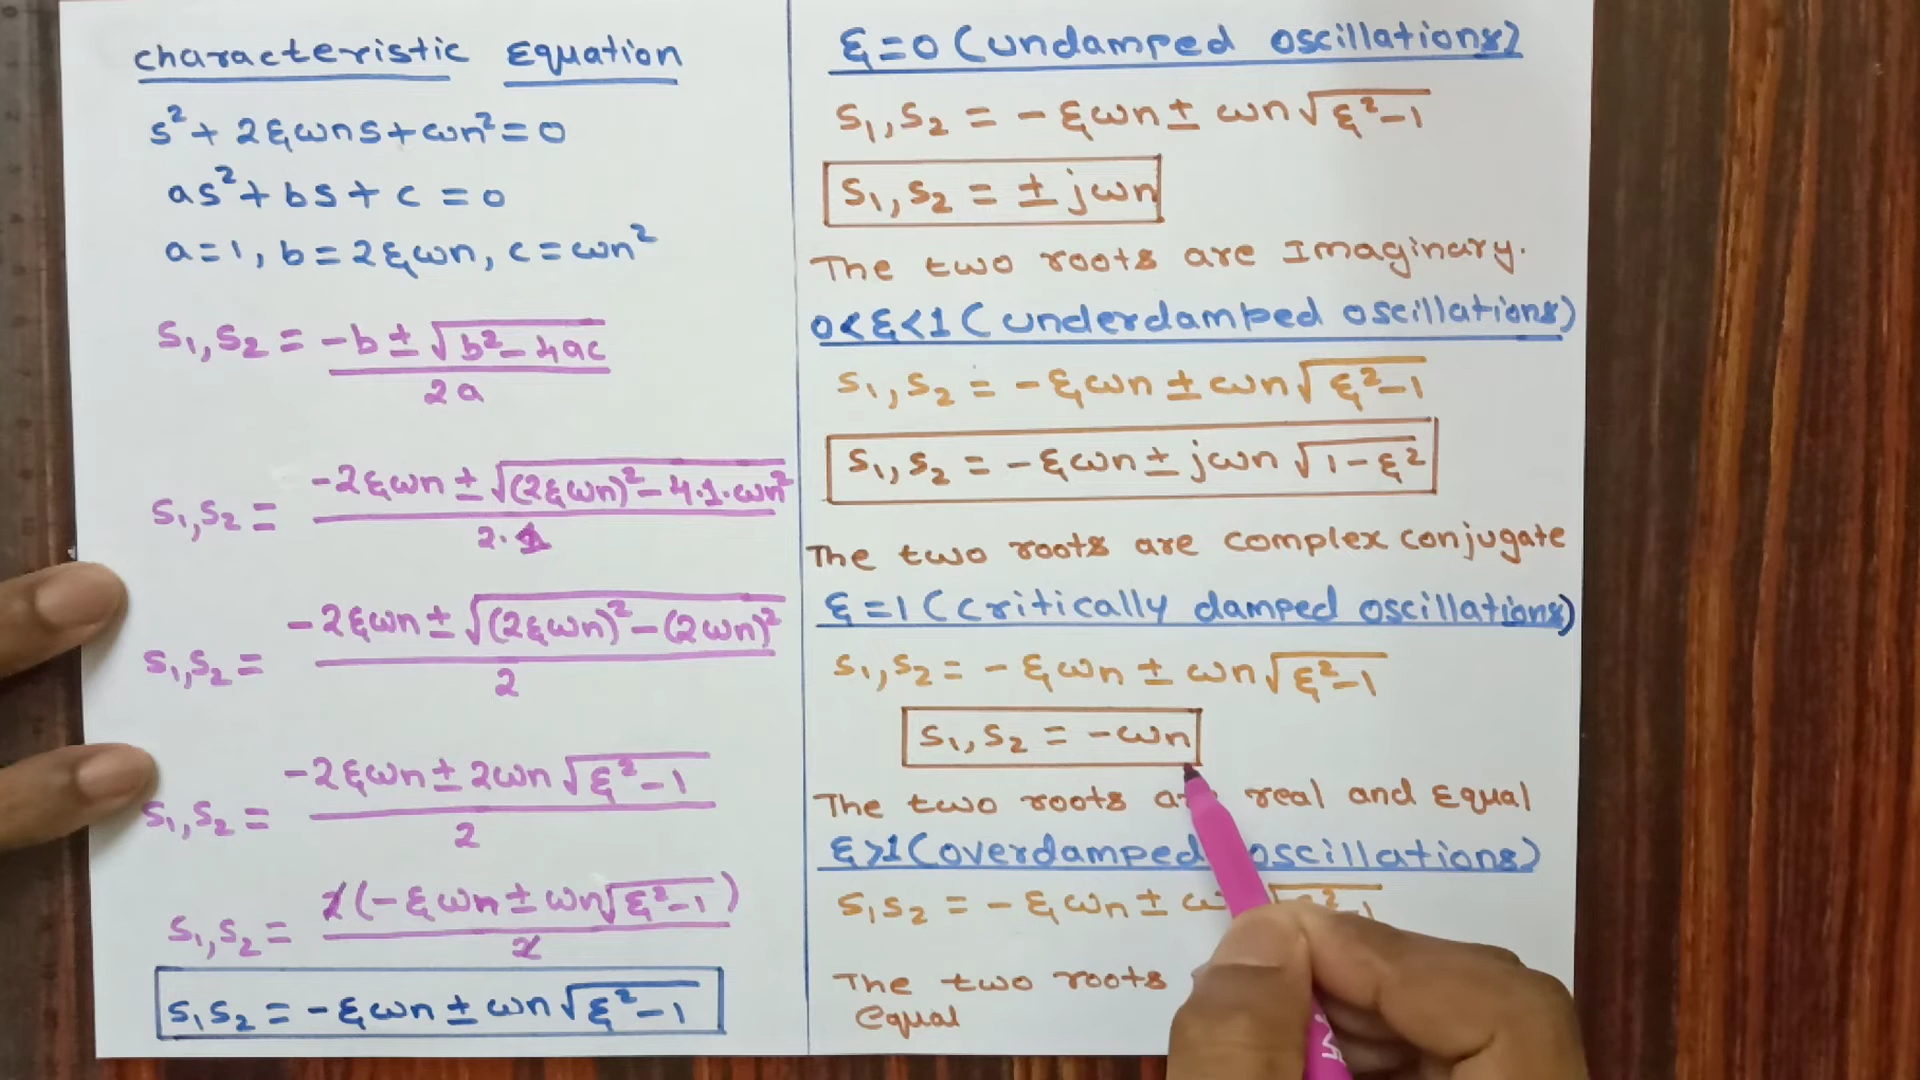 characteristic Equation
s² + 2ξωns + ωn² = 0
as² + bs + c = 0
a = 1, b = 2ξωn, c = ωn²
s₁, s₂ = -b ± √(b² - 4ac) / 2a
s₁, s₂ = -2ξωn ± √((2ξωn)² - 4·1·ωn²) / 2·1
s₁, s₂ = -2ξωn ± √((2ξωn)² - (2ωn)²) / 2
s₁, s₂ = -2ξωn ± 2ωn√(ξ² - 1) / 2
s₁, s₂ = 2(-ξωn ± ωn√(ξ² - 1)) / 2
s₁ s₂ = -ξωn ± ωn√(ξ² - 1)
ξ = 0 (undamped oscillations)
s₁, s₂ = -ξωn ± ωn√(ξ² - 1)
s₁, s₂ = ± jωn
The two roots are Imaginary.
0 < ξ < 1 (underdamped oscillations)
s₁, s₂ = -ξωn ± ωn√(ξ² - 1)
s₁, s₂ = -ξωn ± jωn√(1 - ξ²)
The two roots are complex conjugate
ξ = 1 (critically damped oscillations)
s₁, s₂ = -ξωn ± ωn√(ξ² - 1)
s₁, s₂ = -ωn
The two roots real and Equal
ξ > 1 (overdamped oscillations)
s₁ s₂ = -ξωn ±
The two roots
Equal